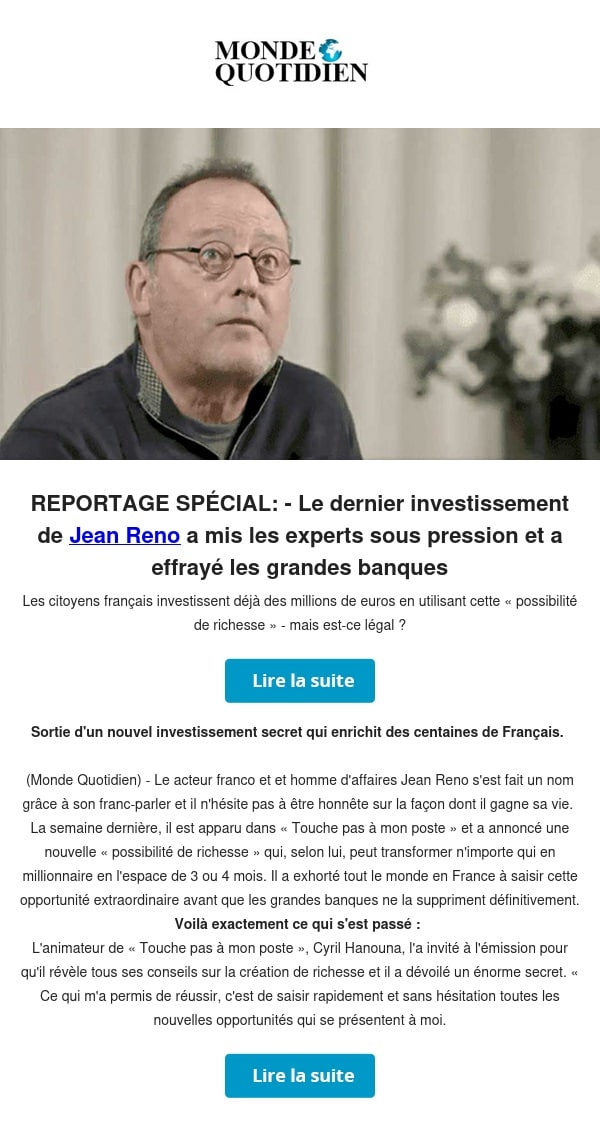 MONDE
QUOTIDIEN
REPORTAGE SPÉCIAL: - Le dernier investissement
de Jean Reno a mis les experts sous pression et a
effrayé les grandes banques
Les citoyens français investissent déjà des millions de euros en utilisant cette « possibilité
de richesse » - mais est-ce légal ?
Lire la suite
Sortie d'un nouvel investissement secret qui enrichit des centaines de Français.
(Monde Quotidien) - Le acteur franco et et homme d'affaires Jean Reno s'est fait un nom
grâce à son franc-parler et il n'hésite pas à être honnête sur la façon dont il gagne sa vie.
La semaine dernière, il est apparu dans « Touche pas à mon poste » et a annoncé une
nouvelle « possibilité de richesse » qui, selon lui, peut transformer n'importe qui en
millionnaire en l'espace de 3 ou 4 mois. Il a exhorté tout le monde en France à saisir cette
opportunité extraordinaire avant que les grandes banques ne la suppriment définitivement.
Voilà exactement ce qui s'est passé :
L'animateur de « Touche pas à mon poste », Cyril Hanouna, l'a invité à l'émission pour
qu'il révèle tous ses conseils sur la création de richesse et il a dévoilé un énorme secret. «
Ce qui m'a permis de réussir, c'est de saisir rapidement et sans hésitation toutes les
nouvelles opportunités qui se présentent à moi.
Lire la suite